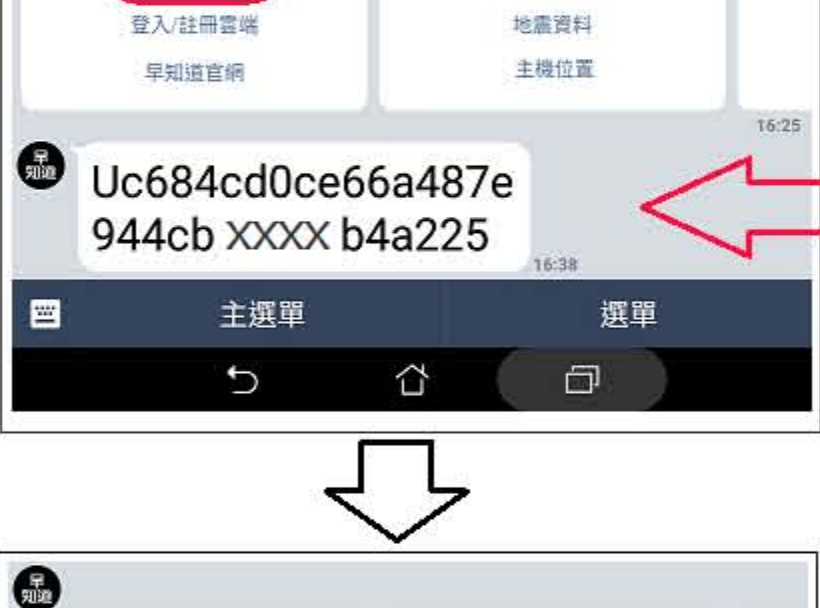 登入/註冊雲端
地震資料
早知道官網
主機位置
16:25
早
知道
Uc684cd0ce66a487e
944cb XXXX b4a225
16:38
主選單
選單
早
知道